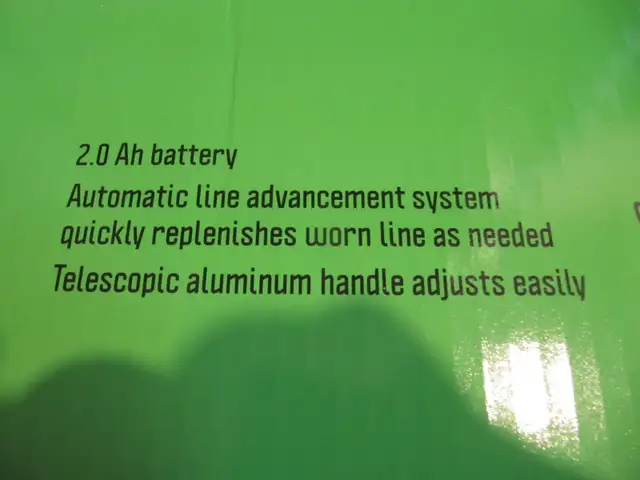 2.0 Ah battery
Automatic line advancement system
quickly replenishes worn line as needed
Telescopic aluminum handle adjusts easily